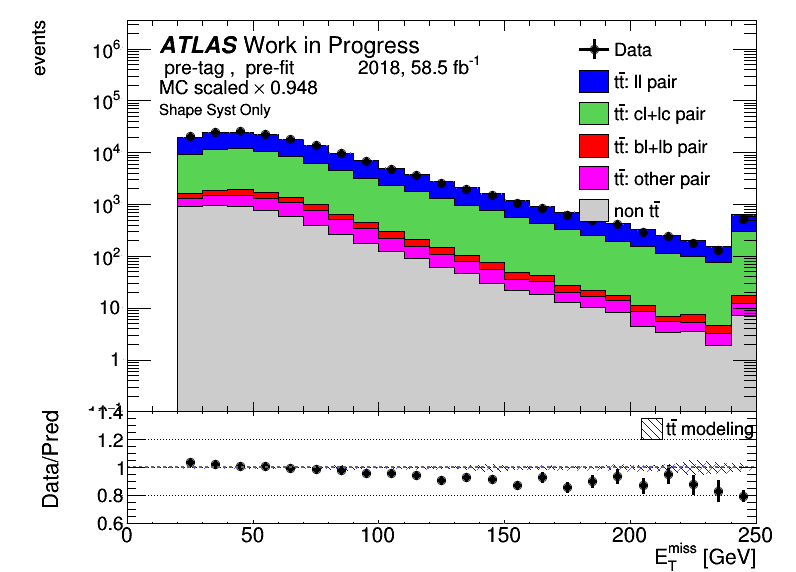 events
10⁶
10⁵
10⁴
10³
10²
10
1
ATLAS Work in Progress
pre-tag , pre-fit 2018, 58.5 fb⁻¹
MC scaled × 0.948
Shape Syst Only
Data
tt̄: ll pair
tt̄: cl+lc pair
tt̄: bl+lb pair
tt̄: other pair
non tt̄
Data/Pred
1.4
1.2
1
0.8
0.6
tt̄ modeling
0 50 100 150 200 250
E_T^miss [GeV]